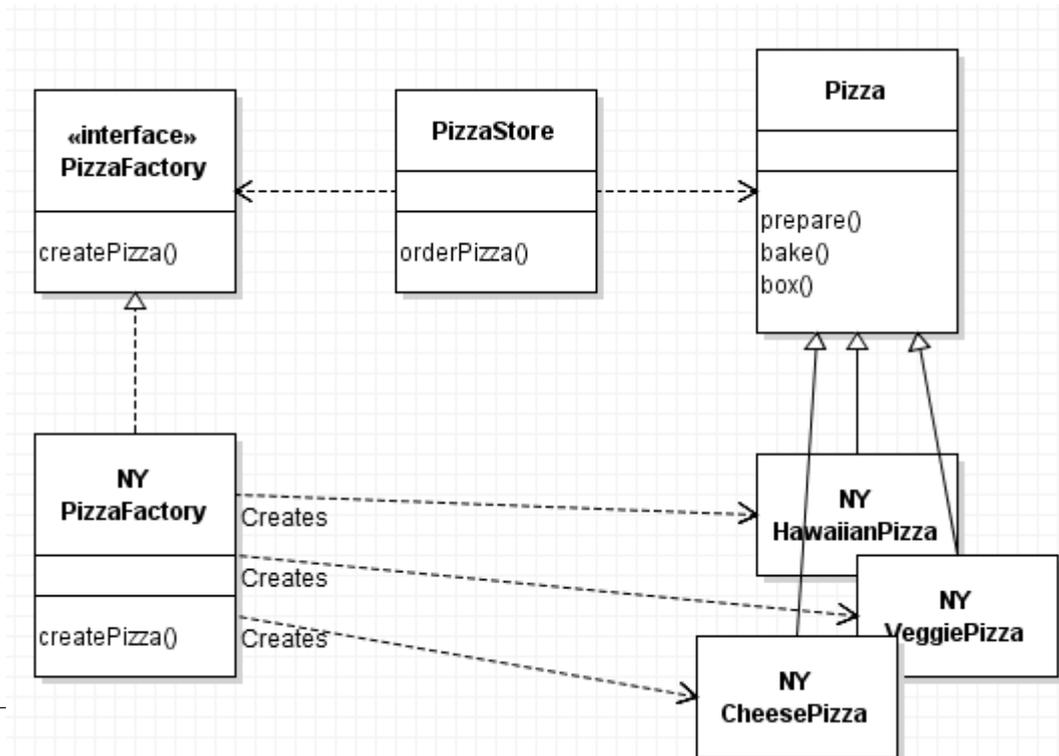 «interface»
PizzaFactory
createPizza()
PizzaStore
orderPizza()
Pizza
prepare()
bake()
box()
NY
PizzaFactory
createPizza()
Creates
Creates
Creates
NY
HawaiianPizza
NY
VeggiePizza
NY
CheesePizza